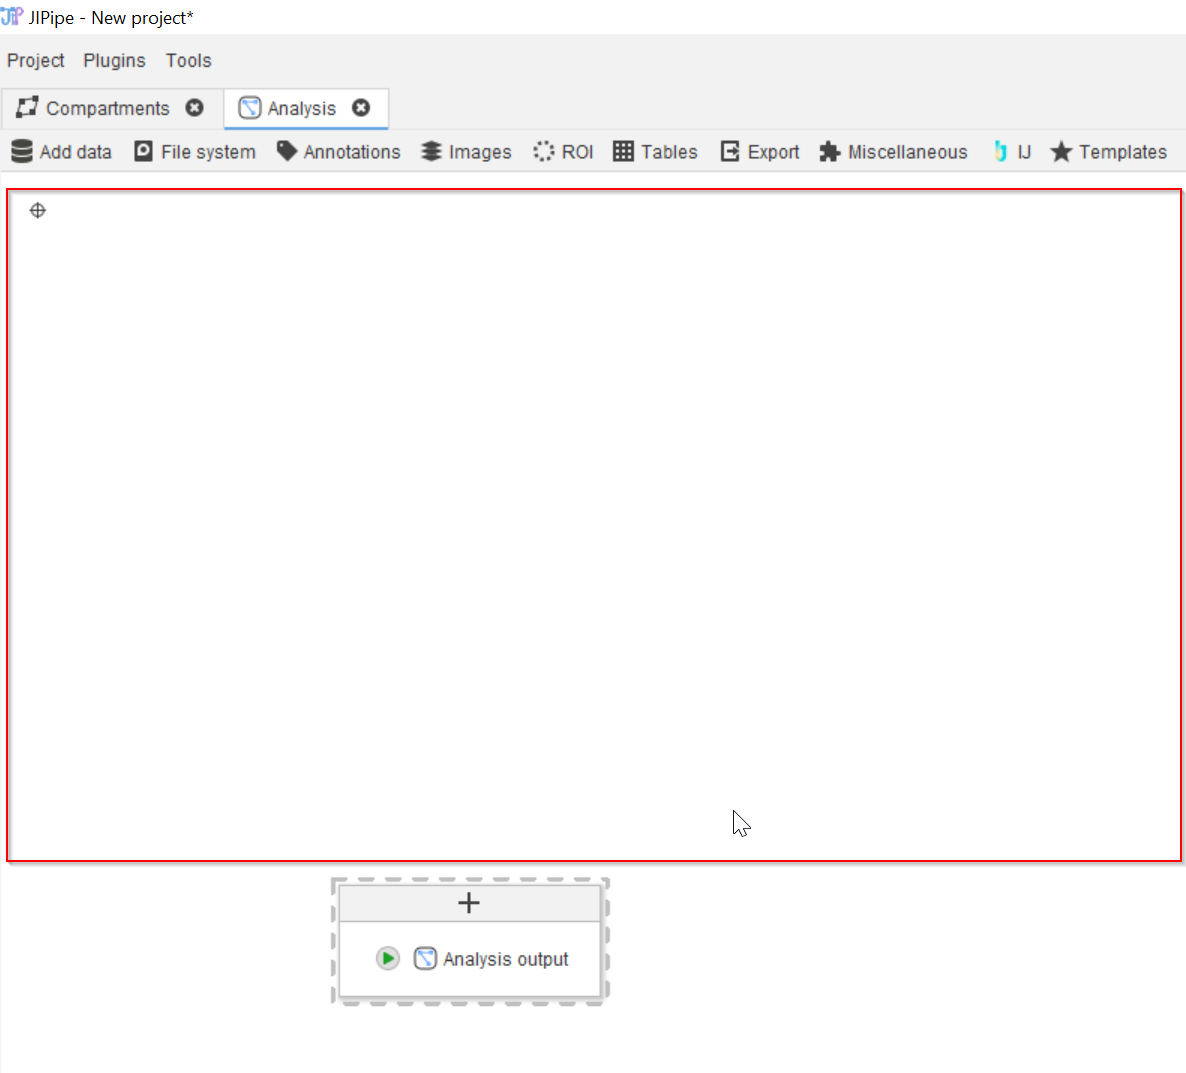 JIPipe - New project*
Project Plugins Tools
Compartments Analysis
Add data File system Annotations Images ROI Tables Export Miscellaneous IJ Templates
Analysis output